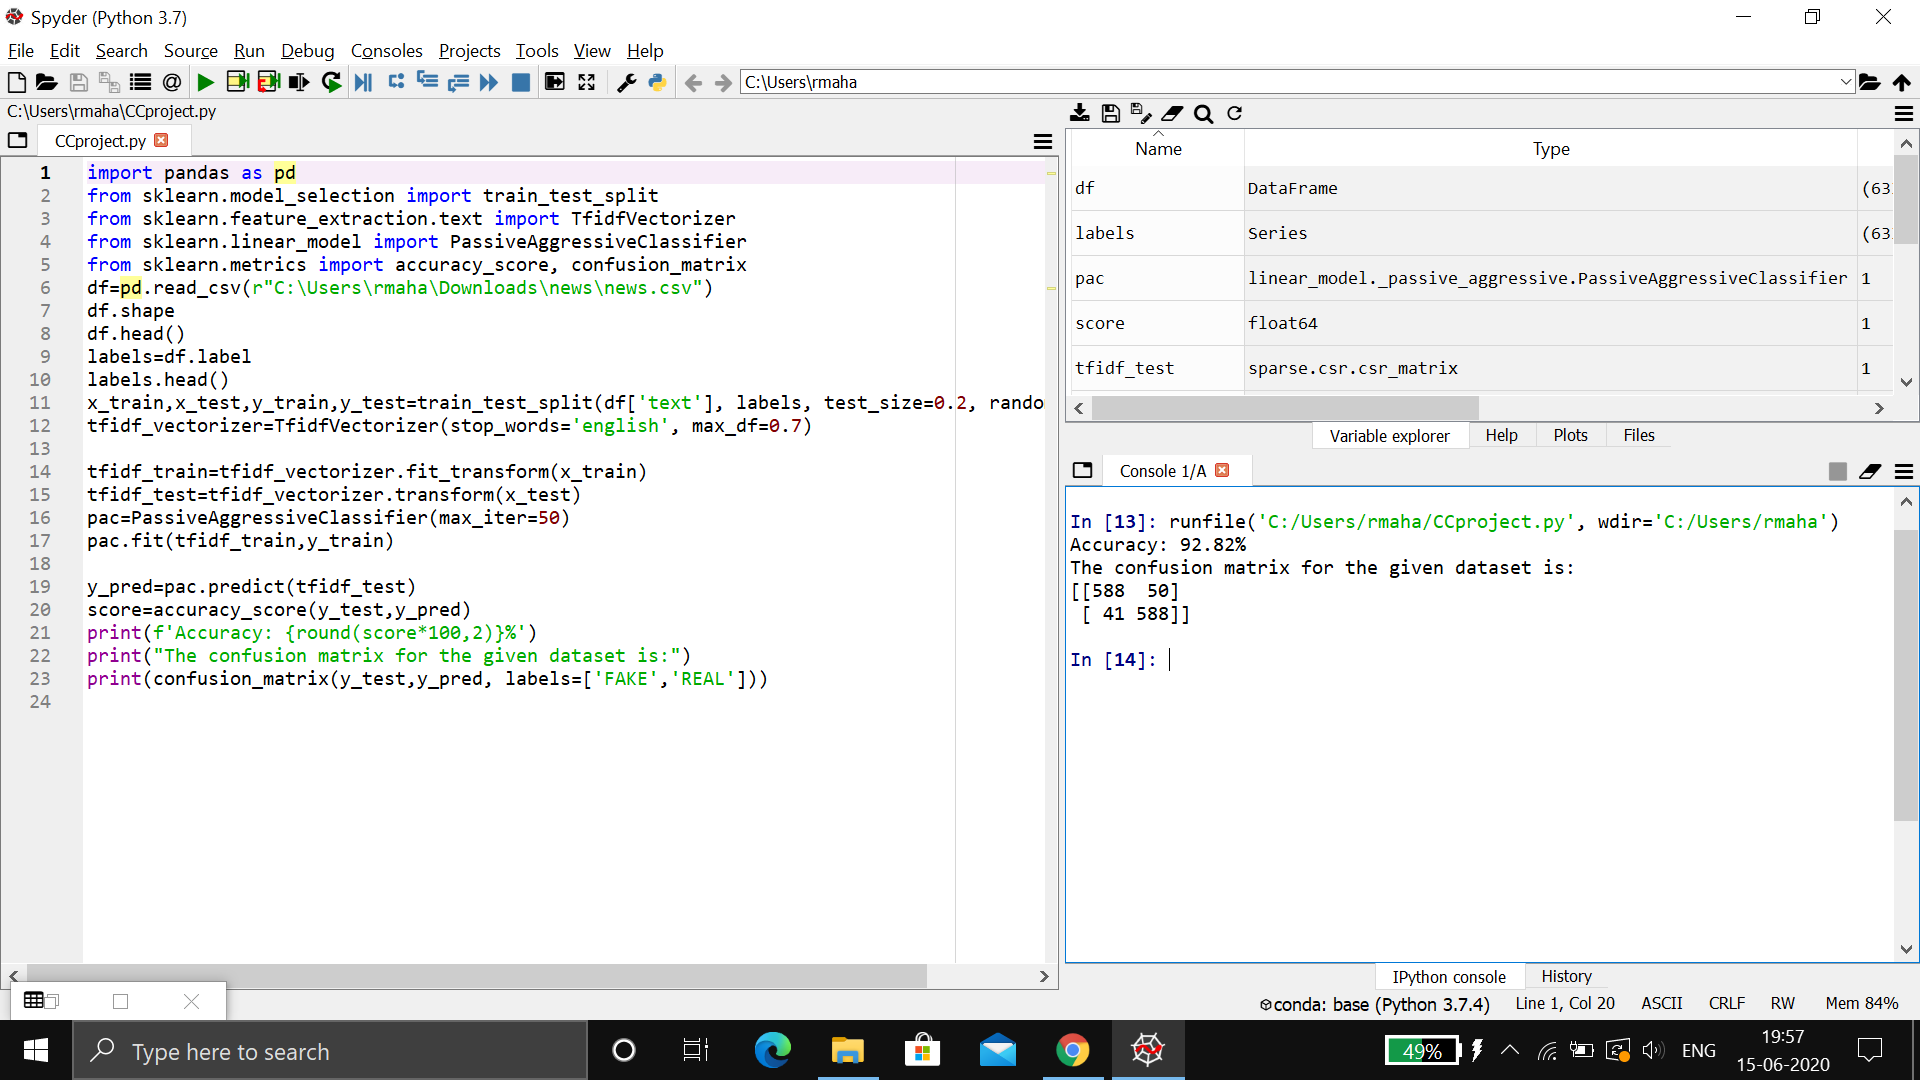 Spyder (Python 3.7)
File Edit Search Source Run Debug Consoles Projects Tools View Help
C:\Users\rmaha
C:\Users\rmaha\CCproject.py
CCproject.py
1 import pandas as pd
2 from sklearn.model_selection import train_test_split
3 from sklearn.feature_extraction.text import TfidfVectorizer
4 from sklearn.linear_model import PassiveAggressiveClassifier
5 from sklearn.metrics import accuracy_score, confusion_matrix
6 df=pd.read_csv(r"C:\Users\rmaha\Downloads\news\news.csv")
7 df.shape
8 df.head()
9 labels=df.label
10 labels.head()
11 x_train,x_test,y_train,y_test=train_test_split(df['text'], labels, test_size=0.2, rando
12 tfidf_vectorizer=TfidfVectorizer(stop_words='english', max_df=0.7)
13
14 tfidf_train=tfidf_vectorizer.fit_transform(x_train)
15 tfidf_test=tfidf_vectorizer.transform(x_test)
16 pac=PassiveAggressiveClassifier(max_iter=50)
17 pac.fit(tfidf_train,y_train)
18
19 y_pred=pac.predict(tfidf_test)
20 score=accuracy_score(y_test,y_pred)
21 print(f'Accuracy: {round(score*100,2)}%')
22 print("The confusion matrix for the given dataset is:")
23 print(confusion_matrix(y_test,y_pred, labels=['FAKE','REAL']))
24
Name Type
df DataFrame (63
labels Series (63
pac linear_model._passive_aggressive.PassiveAggressiveClassifier 1
score float64 1
tfidf_test sparse.csr.csr_matrix 1
Variable explorer Help Plots Files
Console 1/A
In [13]: runfile('C:/Users/rmaha/CCproject.py', wdir='C:/Users/rmaha')
Accuracy: 92.82%
The confusion matrix for the given dataset is:
[[588  50]
 [ 41 588]]
In [14]:
IPython console History
conda: base (Python 3.7.4) Line 1, Col 20 ASCII CRLF RW Mem 84%
Type here to search
49% ENG
19:57
15-06-2020